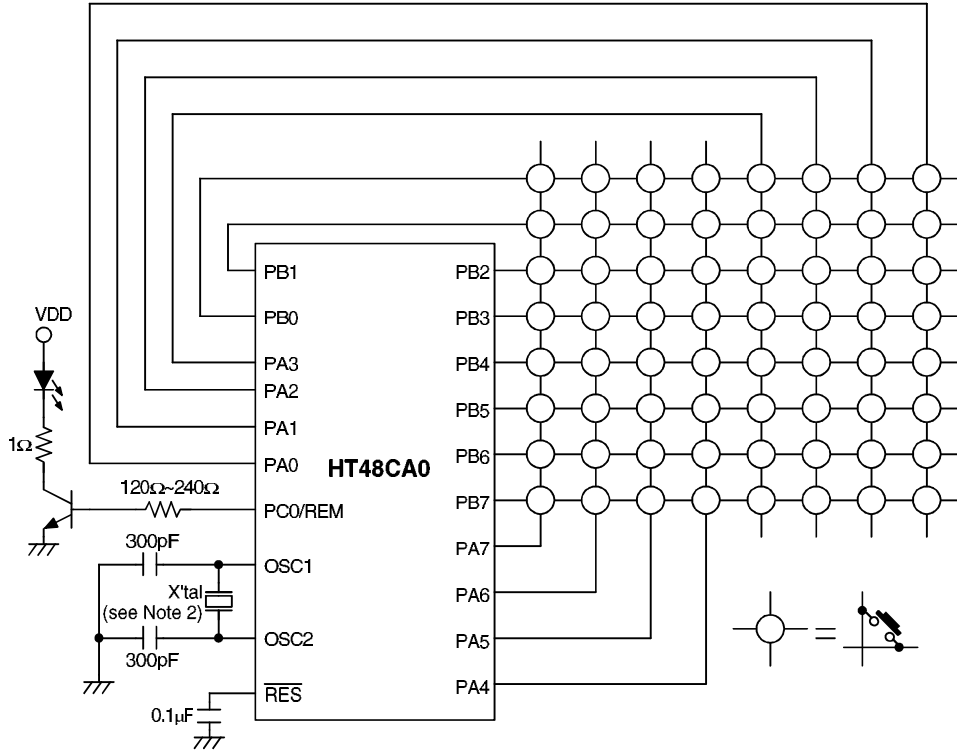 VDD
1Ω
120Ω~240Ω
300pF
X'tal
(see Note 2)
300pF
0.1µF
PB1
PB0
PA3
PA2
PA1
PA0
PC0/REM
OSC1
OSC2
RES
HT48CA0
PB2
PB3
PB4
PB5
PB6
PB7
PA7
PA6
PA5
PA4
=